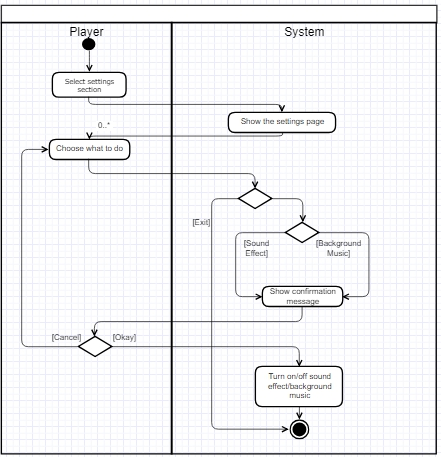 Player
System
Select settings
section
Show the settings page
0..*
Choose what to do
[Exit]
[Sound
Effect]
[Background
Music]
Show confirmation
message
[Cancel]
[Okay]
Turn on/off sound
effect/background
music